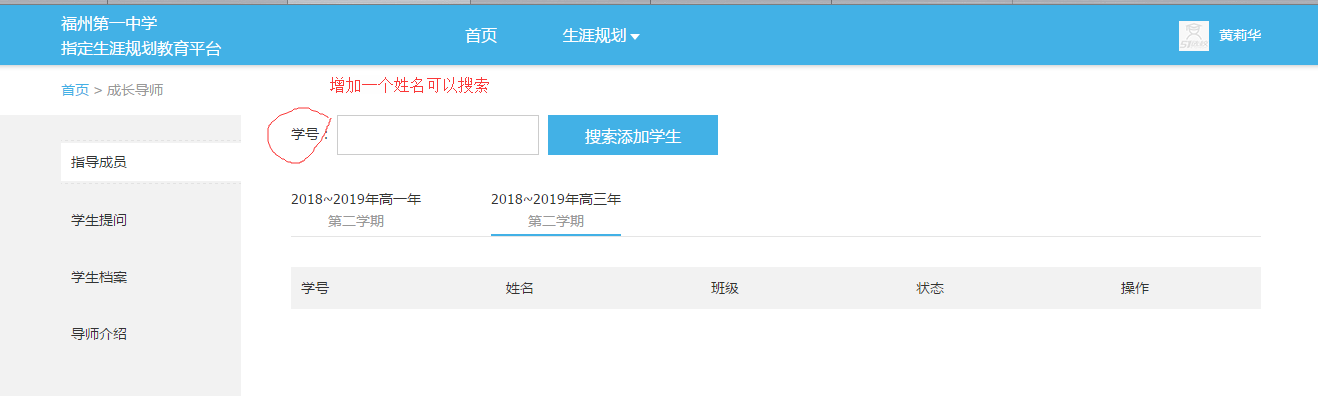 福州第一中学
指定生涯规划教育平台
首页
生涯规划
黄莉华
首页 > 成长导师
增加一个姓名可以搜索
学号：
搜索添加学生
指导成员
学生提问
学生档案
导师介绍
2018~2019年高一年
第二学期
2018~2019年高三年
第二学期
学号 姓名 班级 状态 操作